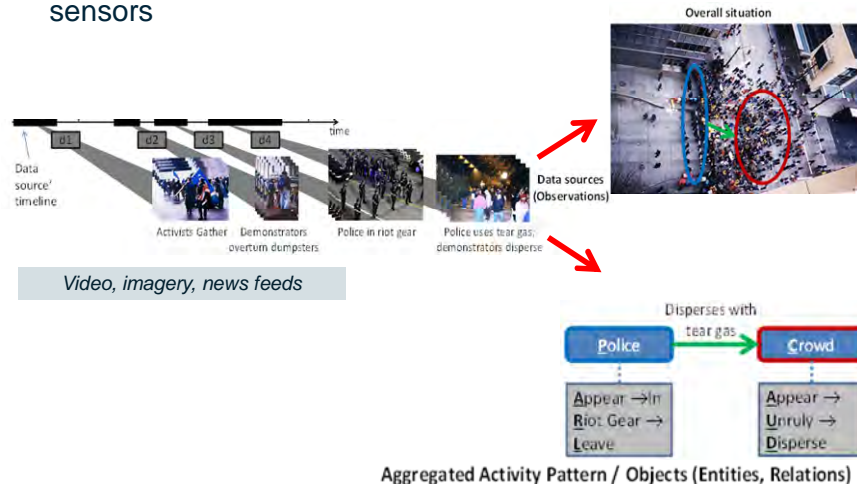 sensors
Overall situation
time
d1
d2
d3
d4
Data
source'
timeline
Data sources
(Observations)
Activists Gather
Demonstrators
overturn dumpsters
Police in riot gear
Police uses tear gas;
demonstrators disperse
Video, imagery, news feeds
Disperses with
tear gas
Police
Crowd
Appear →In
Riot Gear →
Leave
Appear →
Unruly →
Disperse
Aggregated Activity Pattern / Objects (Entities, Relations)